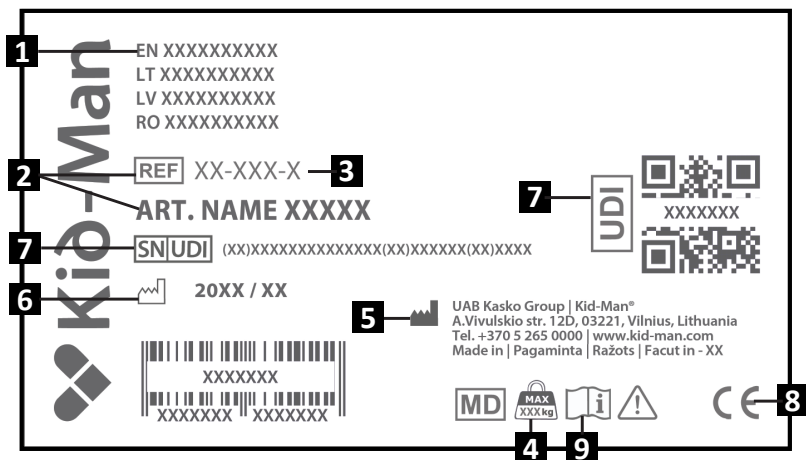 1 EN XXXXXXXXXX
LT XXXXXXXXXX
LV XXXXXXXXXX
RO XXXXXXXXXX
Kið-Man
2 REF XX-XXX-X 3
ART. NAME XXXXX
7 SN UDI (XX)XXXXXXXXXXXXXX(XX)XXXXXX(XX)XXXX
6 20XX / XX
XXXXXXX
XXXXXXX XXXXXXX
7 UDI XXXXXXX
5 UAB Kasko Group | Kid-Man®
A.Vivulskio str. 12D, 03221, Vilnius, Lithuania
Tel. +370 5 265 0000 | www.kid-man.com
Made in | Pagaminta | Ražots | Facut in - XX
MD MAX XXX kg i CE 8
4 9